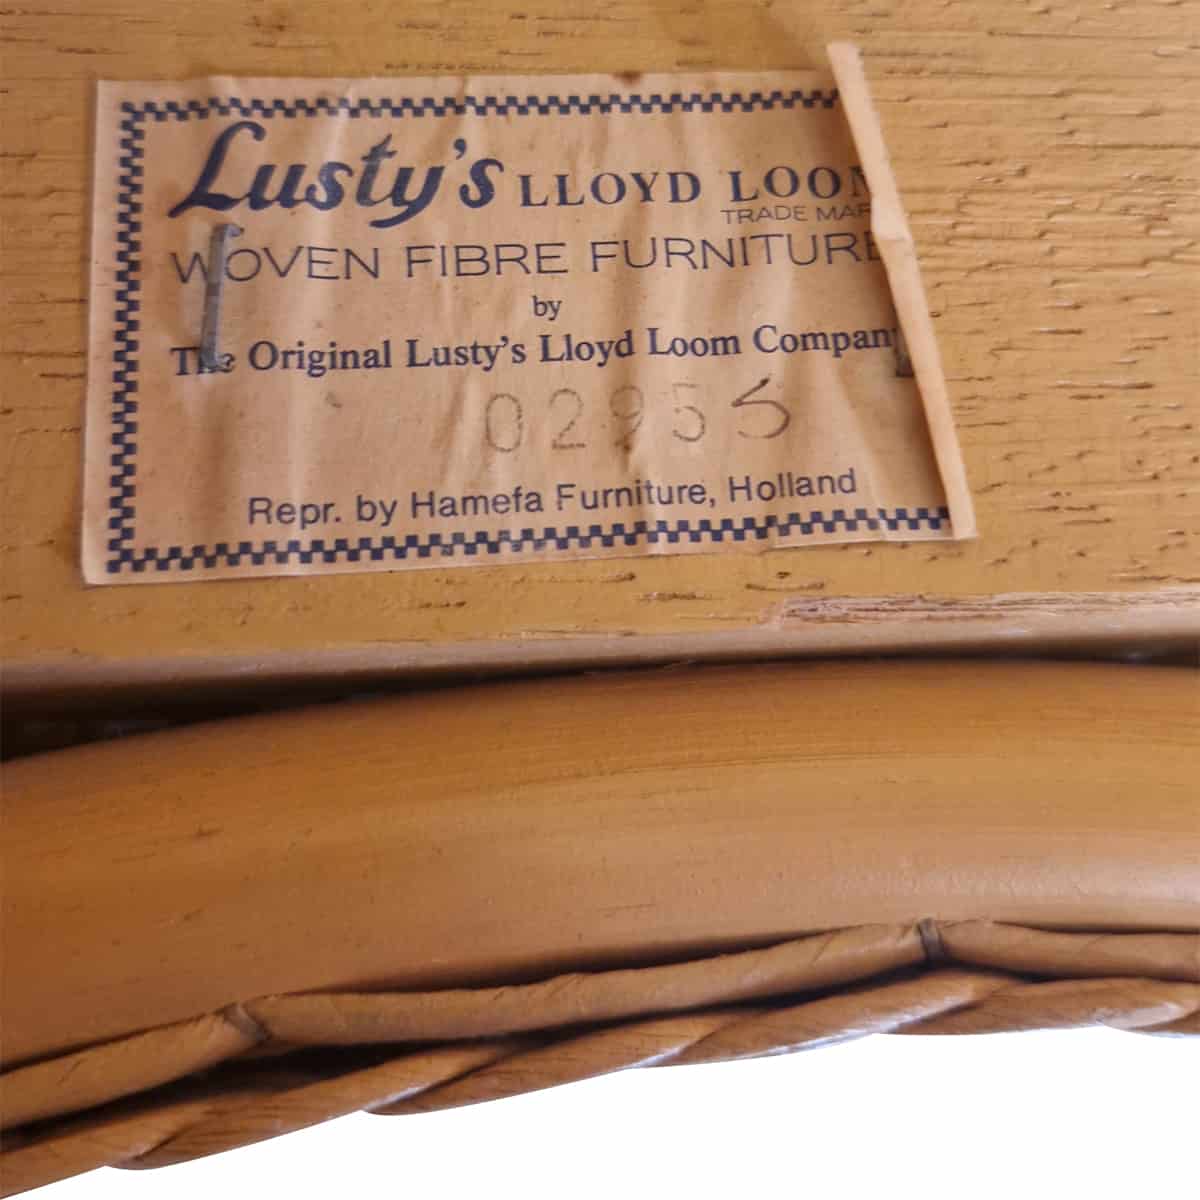 Lusty's LLOYD LOOM
TRADE MAR
WOVEN FIBRE FURNITURE
by
The Original Lusty's Lloyd Loom Company
02955
Repr. by Hamefa Furniture, Holland